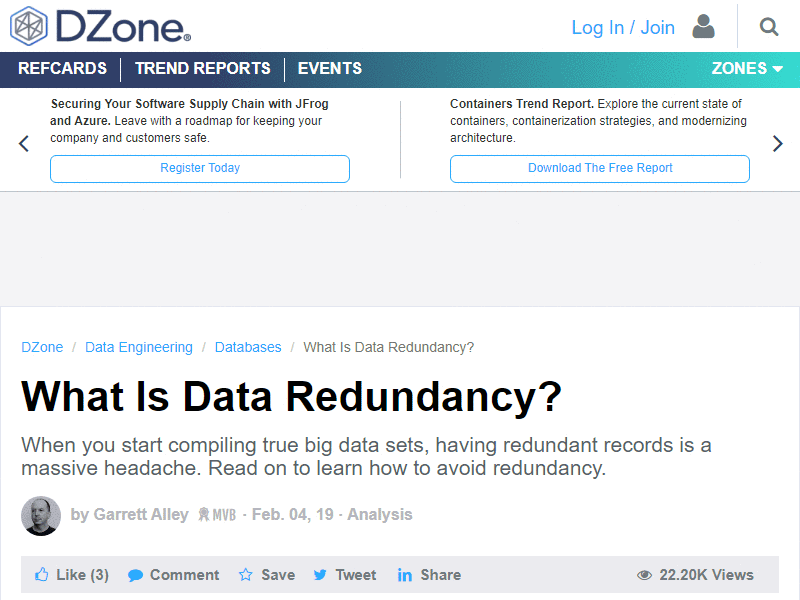 DZone®
Log In / Join
REFCARDS
TREND REPORTS
EVENTS
ZONES
Securing Your Software Supply Chain with JFrog
and Azure. Leave with a roadmap for keeping your
company and customers safe.
Register Today
Containers Trend Report. Explore the current state of
containers, containerization strategies, and modernizing
architecture.
Download The Free Report
DZone / Data Engineering / Databases / What Is Data Redundancy?
What Is Data Redundancy?
When you start compiling true big data sets, having redundant records is a
massive headache. Read on to learn how to avoid redundancy.
by Garrett Alley MVB · Feb. 04, 19 · Analysis
Like (3) Comment Save Tweet Share 22.20K Views